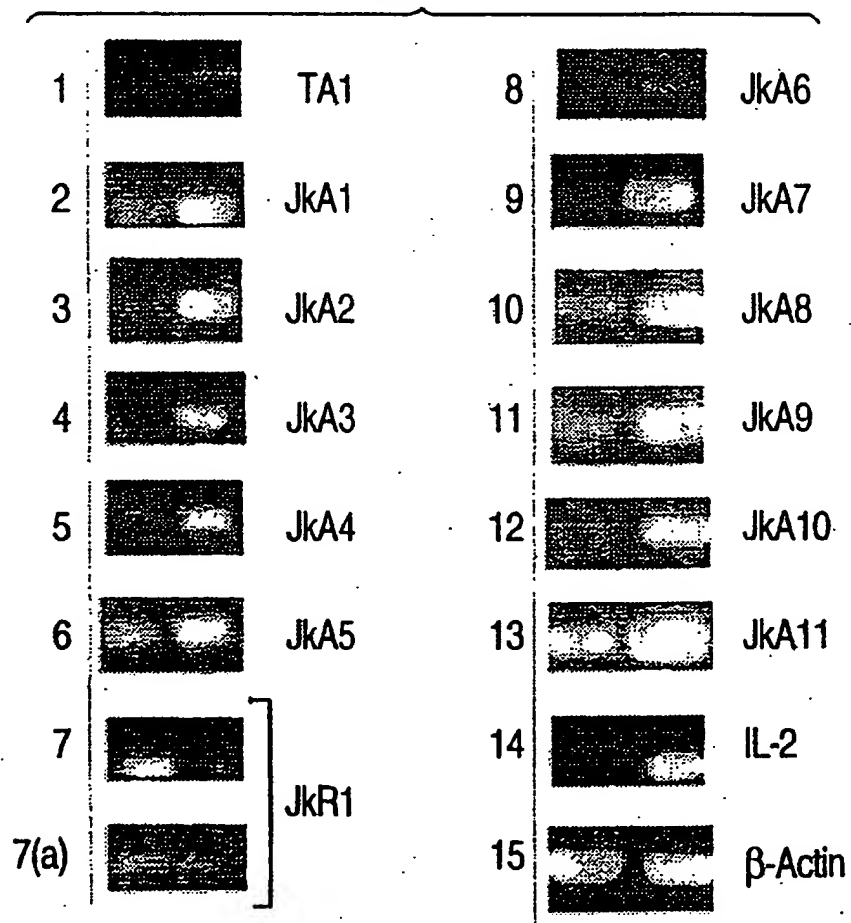 1 TA1
2 JkA1
3 JkA2
4 JkA3
5 JkA4
6 JkA5
7
JkR1
7(a)
8 JkA6
9 JkA7
10 JkA8
11 JkA9
12 JkA10
13 JkA11
14 IL-2
15 β-Actin